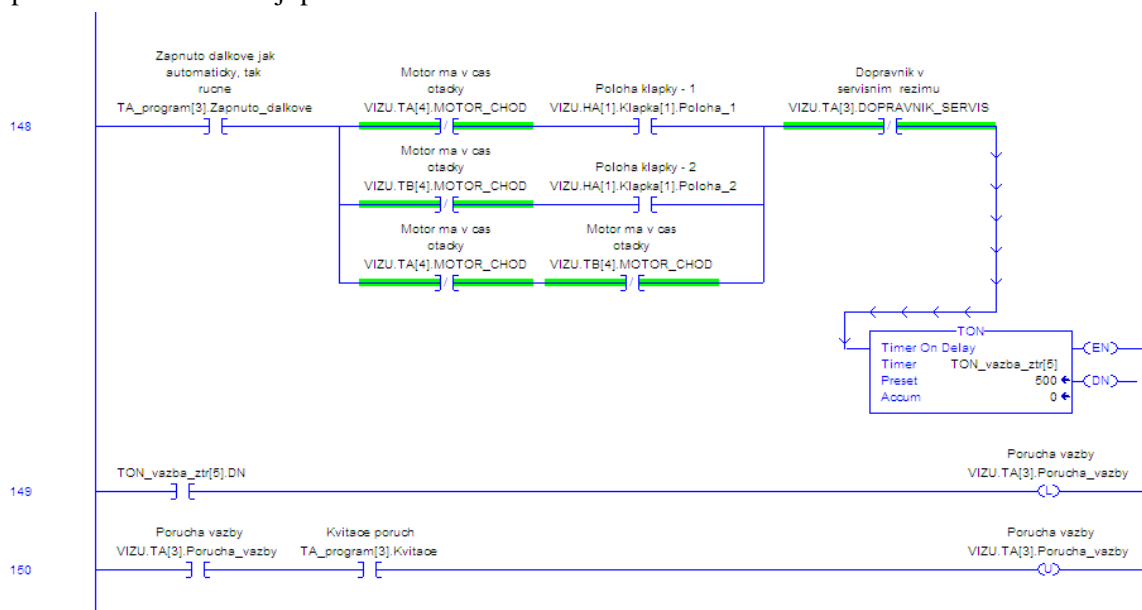 Zapnuto dalkove jak
automaticky, tak
rucne
TA_program[3].Zapnuto_dalkove
Motor ma v cas
otacky
VIZU.TA[4].MOTOR_CHOD
Poloha klapky - 1
VIZU.HA[1].Klapka[1].Poloha_1
Dopravnik v
servisnim rezimu
VIZU.TA[3].DOPRAVNIK_SERVIS
148
Motor ma v cas
otacky
VIZU.TB[4].MOTOR_CHOD
Poloha klapky - 2
VIZU.HA[1].Klapka[1].Poloha_2
Motor ma v cas
otacky
VIZU.TA[4].MOTOR_CHOD
Motor ma v cas
otacky
VIZU.TB[4].MOTOR_CHOD
TON
Timer On Delay
Timer TON_vazba_ztr[5]
Preset 500
Accum 0
EN
DN
TON_vazba_ztr[5].DN
Porucha vazby
VIZU.TA[3].Porucha_vazby
149
L
Porucha vazby
VIZU.TA[3].Porucha_vazby
Kvitace poruch
TA_program[3].Kvitace
Porucha vazby
VIZU.TA[3].Porucha_vazby
150
U